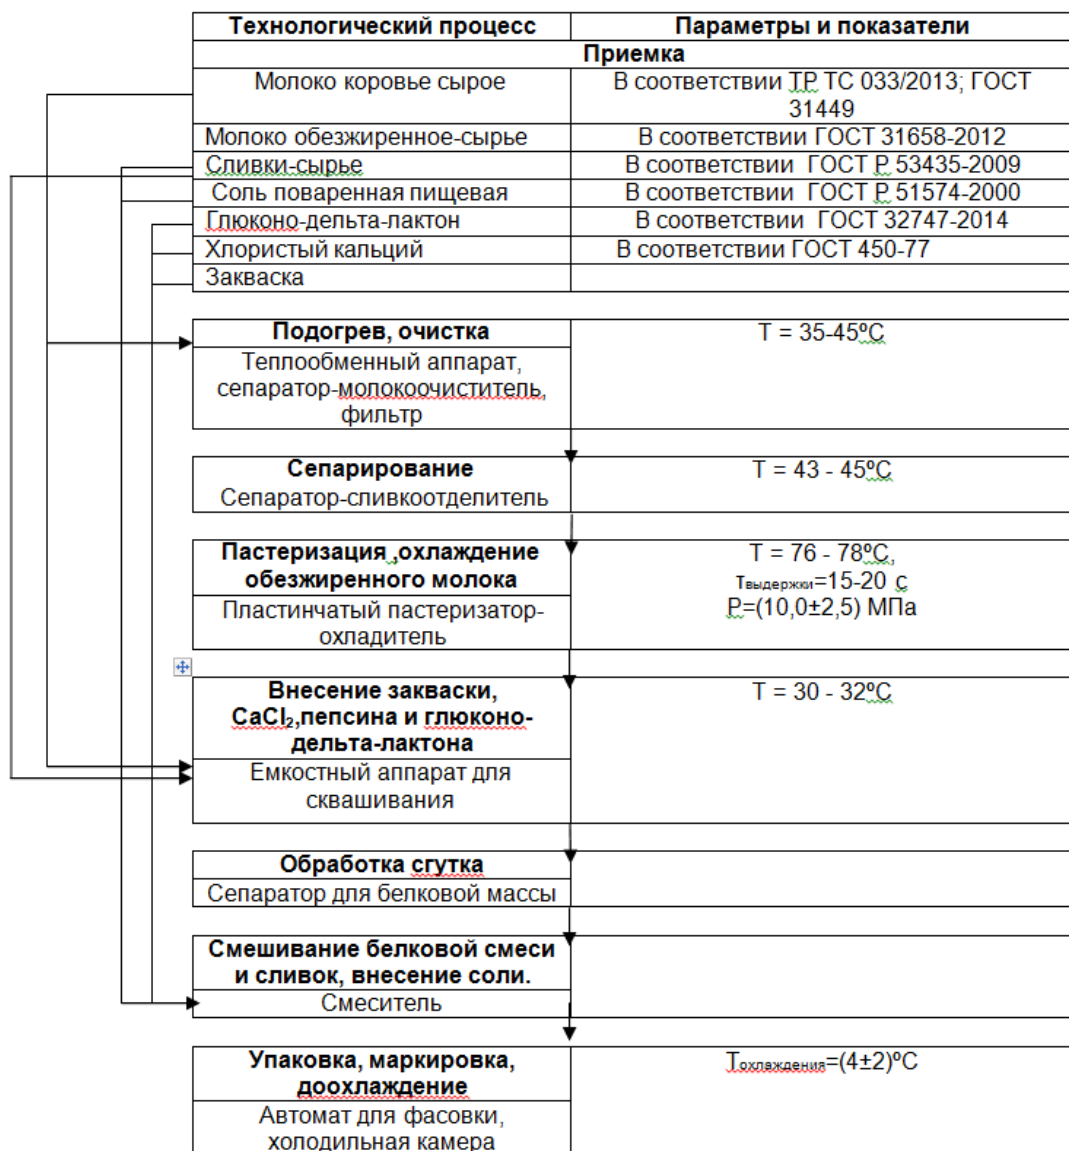 Технологический процесс
Параметры и показатели
Приемка
Молоко коровье сырое
В соответствии ТР ТС 033/2013; ГОСТ
31449
Молоко обезжиренное-сырье
В соответствии ГОСТ 31658-2012
Сливки-сырье
В соответствии ГОСТ Р 53435-2009
Соль поваренная пищевая
В соответствии ГОСТ Р 51574-2000
Глюконо-дельта-лактон
В соответствии ГОСТ 32747-2014
Хлористый кальций
В соответствии ГОСТ 450-77
Закваска
Подогрев, очистка
T = 35-45ºС
Теплообменный аппарат,
сепаратор-молокоочиститель,
фильтр
Сепарирование
T = 43 - 45ºС
Сепаратор-сливкоотделитель
Пастеризация ,охлаждение
обезжиренного молока
T = 76 - 78ºС,
τвыдержки=15-20 с
Р=(10,0±2,5) МПа
Пластинчатый пастеризатор-
охладитель
Внесение закваски,
CaCl₂,пепсина и глюконо-
дельта-лактона
T = 30 - 32ºС
Емкостный аппарат для
сквашивания
Обработка сгутка
Сепаратор для белковой массы
Смешивание белковой смеси
и сливок, внесение соли.
Смеситель
Упаковка, маркировка,
доохлаждение
Tохлаждения=(4±2)ºС
Автомат для фасовки,
холодильная камера